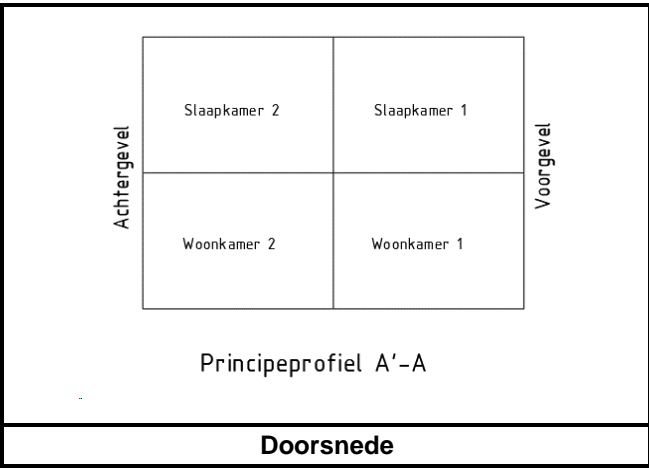 Slaapkamer 2
Slaapkamer 1
Achtergevel
Voorgevel
Woonkamer 2
Woonkamer 1
Principeprofiel A'-A
Doorsnede